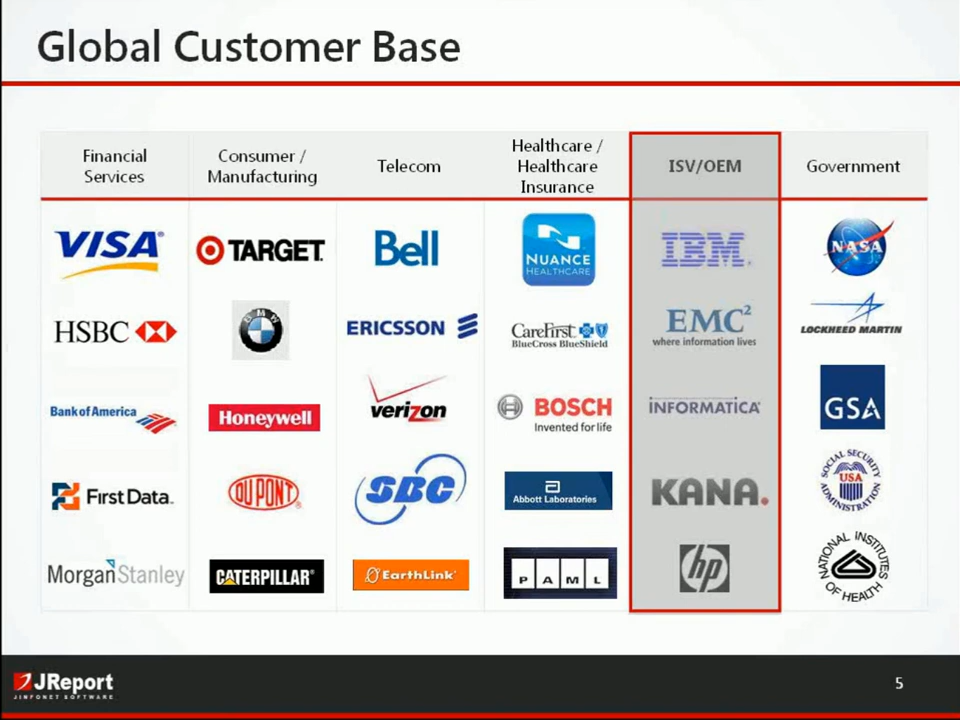 Global Customer Base
Financial
Services
Consumer /
Manufacturing
Telecom
Healthcare /
Healthcare
Insurance
ISV/OEM
Government
VISA
TARGET
Bell
NUANCE
HEALTHCARE
IBM
NASA
HSBC
BMW
ERICSSON
CareFirst
BlueCross BlueShield
EMC²
where information lives
LOCKHEED MARTIN
Bank of America
Honeywell
verizon
BOSCH
Invented for life
INFORMATICA
GSA
First Data
DUPONT
SBC
Abbott Laboratories
KANA
SOCIAL SECURITY
USA
ADMINISTRATION
Morgan Stanley
CATERPILLAR
EarthLink
PAML
hp
NATIONAL INSTITUTES
OF HEALTH
JReport
JINFONET SOFTWARE
5